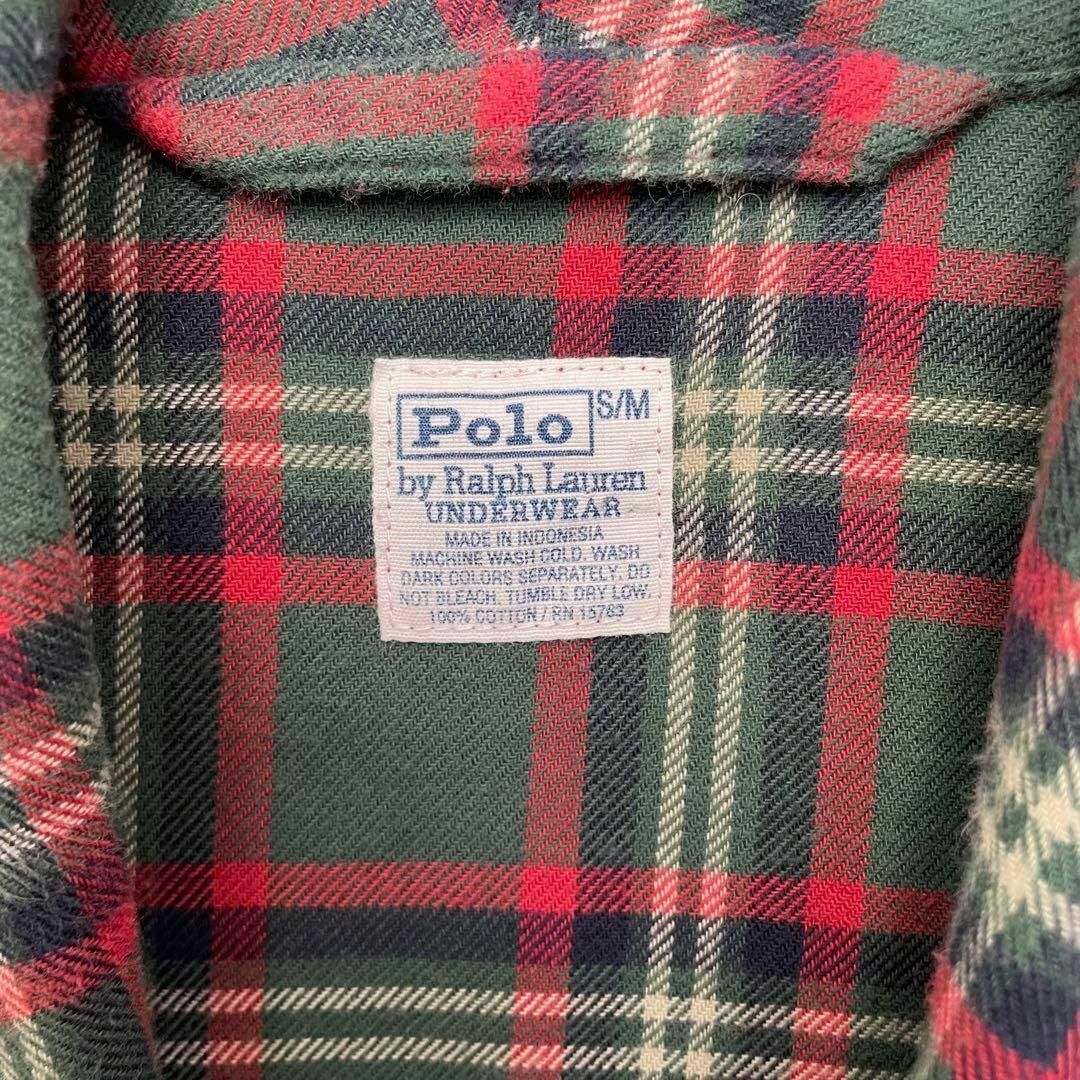 Polo S/M
by Ralph Lauren
UNDERWEAR
MADE IN INDONESIA
MACHINE WASH COLD. WASH
DARK COLORS SEPARATELY. DO
NOT BLEACH. TUMBLE DRY LOW.
100% COTTON / RN 15763